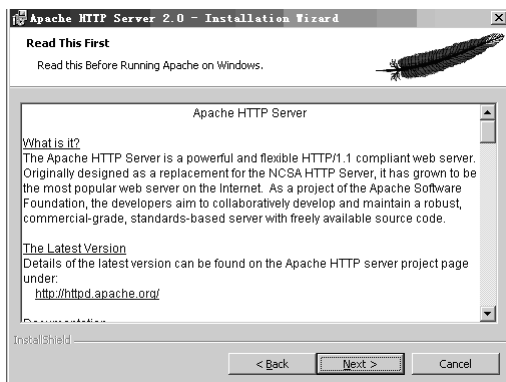 Apache HTTP Server 2.0 - Installation Wizard
Read This First
Read this Before Running Apache on Windows.
Apache HTTP Server
What is it?
The Apache HTTP Server is a powerful and flexible HTTP/1.1 compliant web server.
Originally designed as a replacement for the NCSA HTTP Server, it has grown to be
the most popular web server on the Internet. As a project of the Apache Software
Foundation, the developers aim to collaboratively develop and maintain a robust,
commercial-grade, standards-based server with freely available source code.
The Latest Version
Details of the latest version can be found on the Apache HTTP server project page
under:
http://httpd.apache.org/
InstallShield
< Back
Next >
Cancel